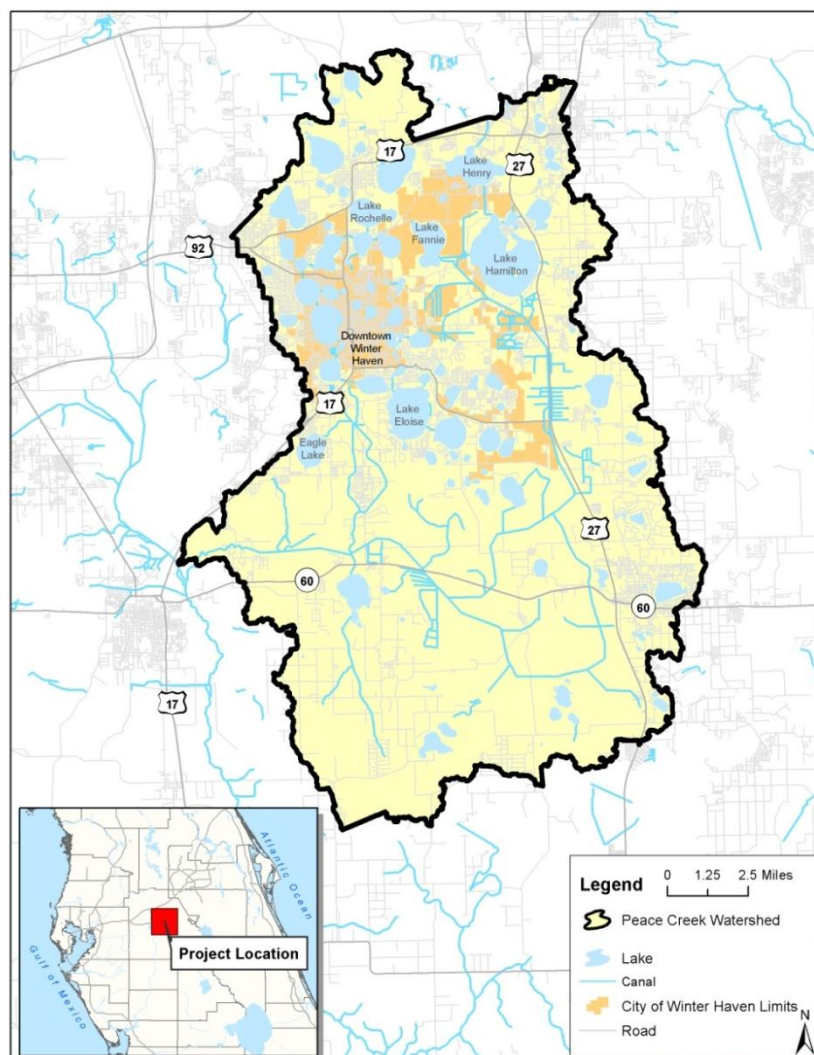 17
27
Lake
Henry
Lake
Rochelle
Lake
Fannie
92
Lake
Hamilton
Downtown
Winter
Haven
17
Lake
Eloise
Eagle
Lake
27
60
60
17
Atlantic Ocean
Gulf of Mexico
Project Location
Legend
0 1.25 2.5 Miles
Peace Creek Watershed
Lake
Canal
City of Winter Haven Limits
Road
N